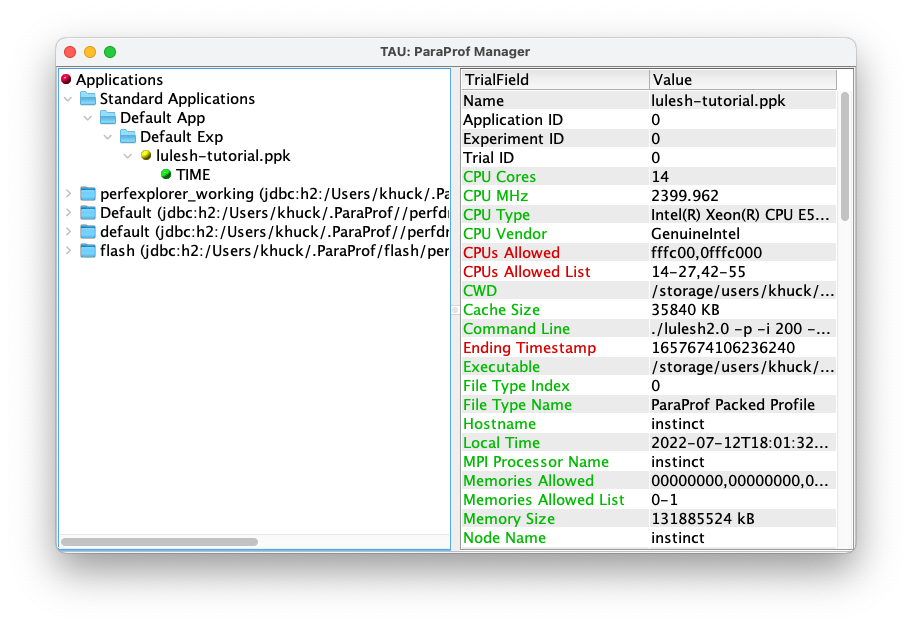 TAU: ParaProf Manager
Applications
Standard Applications
Default App
Default Exp
lulesh-tutorial.ppk
TIME
perfexplorer_working (jdbc:h2:/Users/khuck/.Pa
Default (jdbc:h2:/Users/khuck/.ParaProf//perfdm
default (jdbc:h2:/Users/khuck/.ParaProf//perfdm
flash (jdbc:h2:/Users/khuck/.ParaProf/flash/per
TrialField Value
Name lulesh-tutorial.ppk
Application ID 0
Experiment ID 0
Trial ID 0
CPU Cores 14
CPU MHz 2399.962
CPU Type Intel(R) Xeon(R) CPU E5...
CPU Vendor GenuineIntel
CPUs Allowed fffc00,0fffc000
CPUs Allowed List 14-27,42-55
CWD /storage/users/khuck/...
Cache Size 35840 KB
Command Line ./lulesh2.0 -p -i 200 -...
Ending Timestamp 1657674106236240
Executable /storage/users/khuck/...
File Type Index 0
File Type Name ParaProf Packed Profile
Hostname instinct
Local Time 2022-07-12T18:01:32...
MPI Processor Name instinct
Memories Allowed 00000000,00000000,0...
Memories Allowed List 0-1
Memory Size 131885524 kB
Node Name instinct